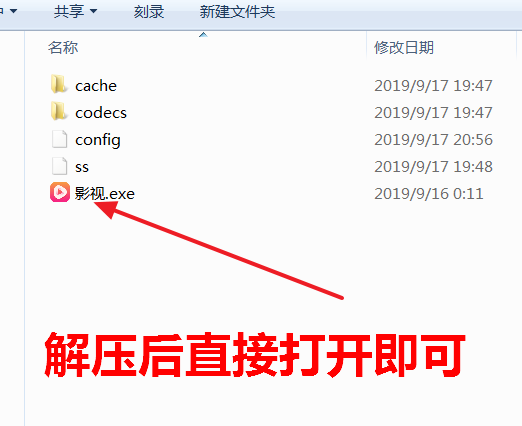 共享 刻录 新建文件夹
名称 修改日期
cache 2019/9/17 19:47
codecs 2019/9/17 19:47
config 2019/9/17 20:56
ss 2019/9/17 19:48
影视.exe 2019/9/16 0:11
解压后直接打开即可